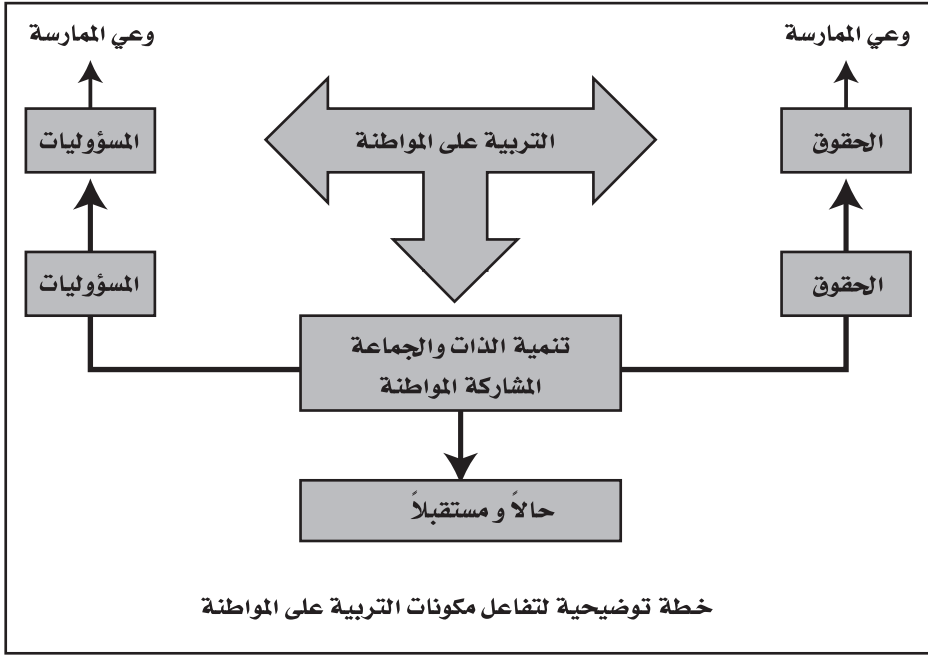 وعي الممارسة
وعي الممارسة
الحقوق
التربية على المواطنة
المسؤوليات
الحقوق
المسؤوليات
تنمية الذات والجماعة
المشاركة المواطنة
حالاً و مستقبلاً
خطة توضيحية لتفاعل مكونات التربية على المواطنة